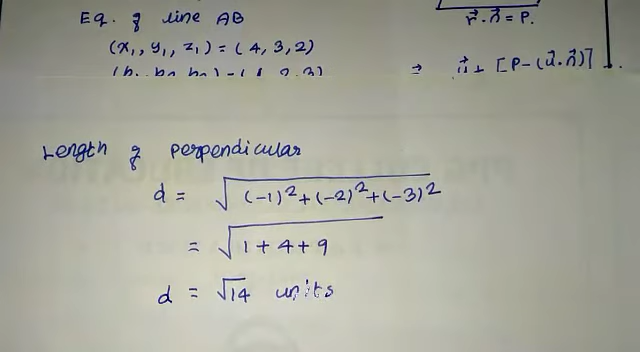 Eq. of line AB
(x₁, y₁, z₁) = (4, 3, 2)
r⃗ · n⃗ = P.
Length of perpendicular
d = √((-1)² + (-2)² + (-3)²)
= √(1 + 4 + 9)
d = √14 units